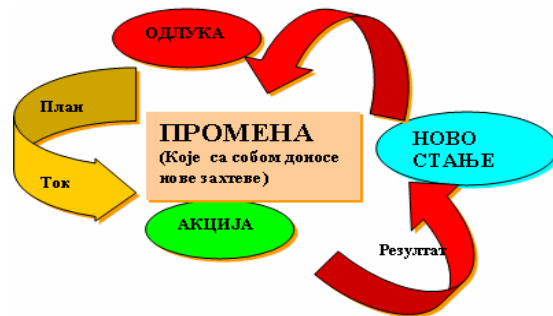 ОДЛУКА
План
ПРОМЕНА
(Које са собом доносе
нове захтеве)
НОВО
СТАЊЕ
Ток
АКЦИЈА
Резултат